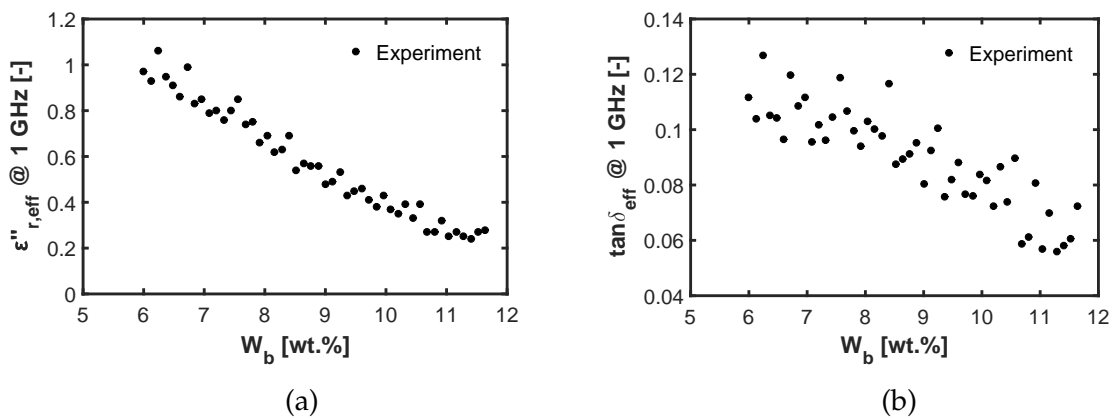 1.2
1
0.8
0.6
0.4
0.2
0
5 6 7 8 9 10 11 12
ε''r,eff @ 1 GHz [-]
Wb [wt.%]
Experiment
(a)
0.14
0.12
0.1
0.08
0.06
0.04
5 6 7 8 9 10 11 12
tanδeff @ 1 GHz [-]
Wb [wt.%]
Experiment
(b)